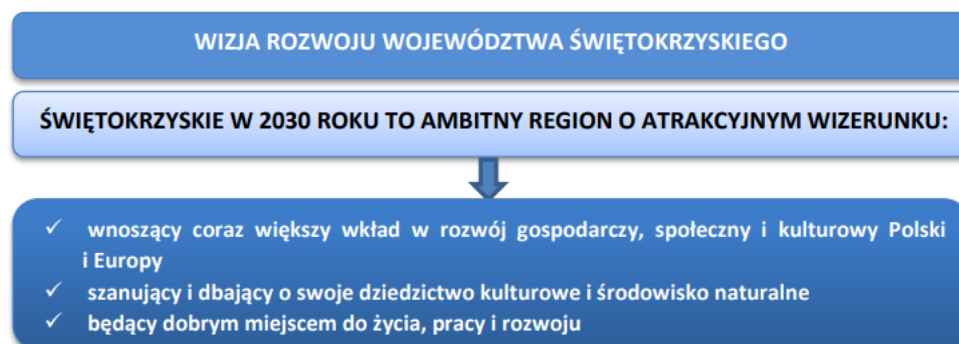 WIZJA ROZWOJU WOJEWÓDZTWA ŚWIĘTOKRZYSKIEGO
ŚWIĘTOKRZYSKIE W 2030 ROKU TO AMBITNY REGION O ATRAKCYJNYM WIZERUNKU:
✓ wnoszący coraz większy wkład w rozwój gospodarczy, społeczny i kulturowy Polski
i Europy
✓ szanujący i dbający o swoje dziedzictwo kulturowe i środowisko naturalne
✓ będący dobrym miejscem do życia, pracy i rozwoju